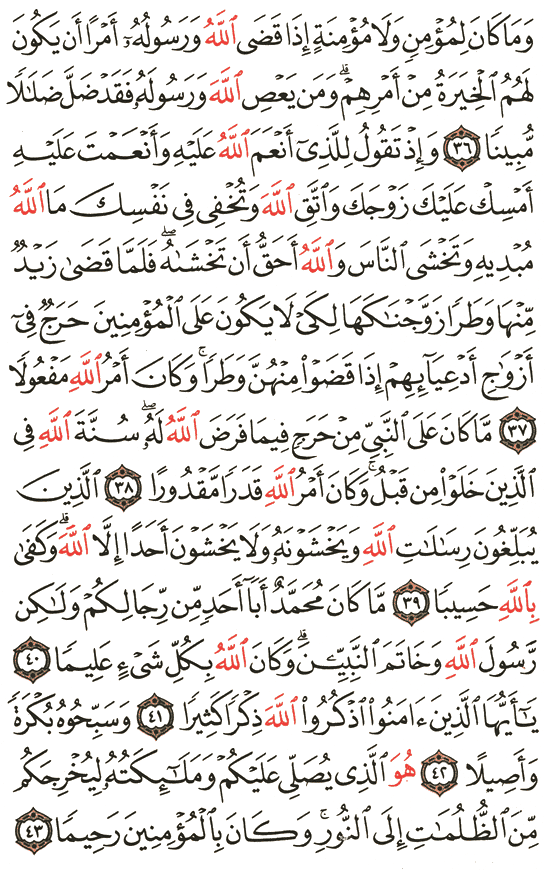 وَمَا كَانَ لِمُؤْمِنٍ وَلَا مُؤْمِنَةٍ إِذَا قَضَى ٱللَّهُ وَرَسُولُهُۥٓ أَمْرًا أَن يَكُونَ
لَهُمُ ٱلْخِيَرَةُ مِنْ أَمْرِهِمْ ۗ وَمَن يَعْصِ ٱللَّهَ وَرَسُولَهُۥ فَقَدْ ضَلَّ ضَلَٰلًا
مُّبِينًا ٣٦ وَإِذْ تَقُولُ لِلَّذِىٓ أَنْعَمَ ٱللَّهُ عَلَيْهِ وَأَنْعَمْتَ عَلَيْهِ
أَمْسِكْ عَلَيْكَ زَوْجَكَ وَٱتَّقِ ٱللَّهَ وَتُخْفِى فِى نَفْسِكَ مَا ٱللَّهُ
مُبْدِيهِ وَتَخْشَى ٱلنَّاسَ وَٱللَّهُ أَحَقُّ أَن تَخْشَىٰهُ ۖ فَلَمَّا قَضَىٰ زَيْدٌ
مِّنْهَا وَطَرًا زَوَّجْنَٰكَهَا لِكَىْ لَا يَكُونَ عَلَى ٱلْمُؤْمِنِينَ حَرَجٌ فِىٓ
أَزْوَٰجِ أَدْعِيَآئِهِمْ إِذَا قَضَوْا۟ مِنْهُنَّ وَطَرًا ۚ وَكَانَ أَمْرُ ٱللَّهِ مَفْعُولًا
٣٧ مَّا كَانَ عَلَى ٱلنَّبِىِّ مِنْ حَرَجٍ فِيمَا فَرَضَ ٱللَّهُ لَهُۥ ۖ سُنَّةَ ٱللَّهِ فِى
ٱلَّذِينَ خَلَوْا۟ مِن قَبْلُ ۚ وَكَانَ أَمْرُ ٱللَّهِ قَدَرًا مَّقْدُورًا ٣٨ ٱلَّذِينَ
يُبَلِّغُونَ رِسَٰلَٰتِ ٱللَّهِ وَيَخْشَوْنَهُۥ وَلَا يَخْشَوْنَ أَحَدًا إِلَّا ٱللَّهَ ۗ وَكَفَىٰ
بِٱللَّهِ حَسِيبًا ٣٩ مَّا كَانَ مُحَمَّدٌ أَبَآ أَحَدٍ مِّن رِّجَالِكُمْ وَلَٰكِن
رَّسُولَ ٱللَّهِ وَخَاتَمَ ٱلنَّبِيِّۦنَ ۗ وَكَانَ ٱللَّهُ بِكُلِّ شَىْءٍ عَلِيمًا ٤٠
يَٰٓأَيُّهَا ٱلَّذِينَ ءَامَنُوا۟ ٱذْكُرُوا۟ ٱللَّهَ ذِكْرًا كَثِيرًا ٤١ وَسَبِّحُوهُ بُكْرَةً
وَأَصِيلًا ٤٢ هُوَ ٱلَّذِى يُصَلِّى عَلَيْكُمْ وَمَلَٰٓئِكَتُهُۥ لِيُخْرِجَكُم
مِّنَ ٱلظُّلُمَٰتِ إِلَى ٱلنُّورِ ۚ وَكَانَ بِٱلْمُؤْمِنِينَ رَحِيمًا ٤٣